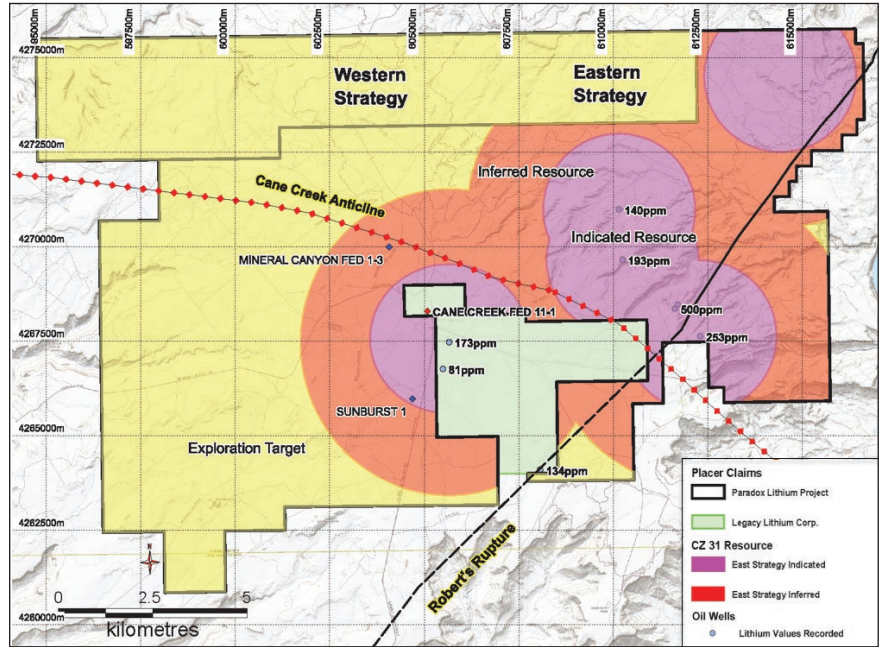 95000m
597500m
600000m
602500m
605000m
607500m
610000m
612500m
615000m
4275000m
Western
Strategy
Eastern
Strategy
4272500m
Inferred Resource
Cane Creek Anticline
140ppm
4270000m
Indicated Resource
MINERAL CANYON FED 1-3
193ppm
500ppm
CANE CREEK FED 11-1
4267500m
173ppm
253ppm
81ppm
SUNBURST 1
4265000m
Exploration Target
134ppm
4262500m
Robert's Rupture
N
4260000m
0 2.5 5
kilometres
Placer Claims
Paradox Lithium Project
Legacy Lithium Corp.
CZ 31 Resource
East Strategy Indicated
East Strategy Inferred
Oil Wells
Lithium Values Recorded